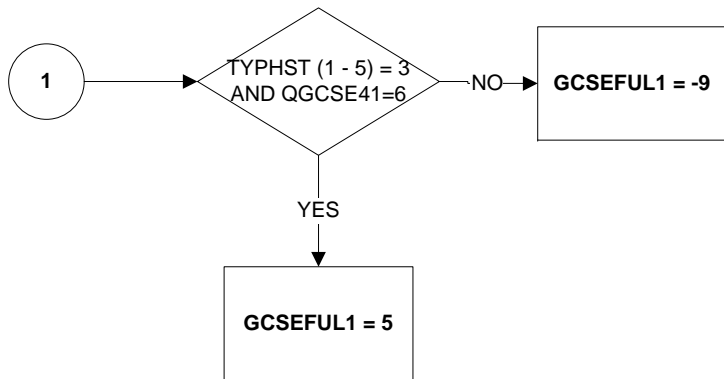 1
TYPHST (1 - 5) = 3
AND QGCSE41=6
NO
GCSEFUL1 = -9
YES
GCSEFUL1 = 5